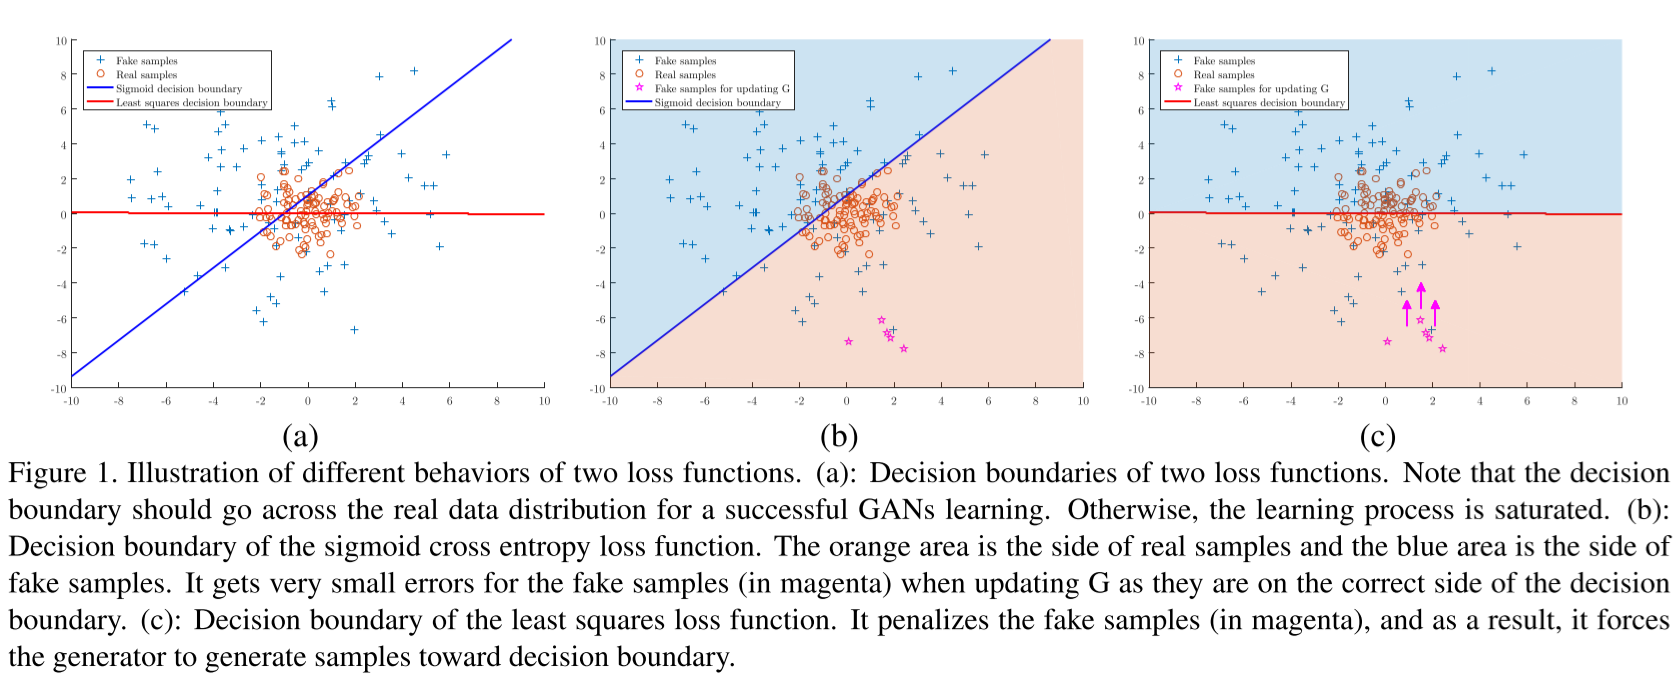 Fake samples
Real samples
Sigmoid decision boundary
Least squares decision boundary
10
8
6
4
2
0
-2
-4
-6
-8
-10
-10 -8 -6 -4 -2 0 2 4 6 8 10
(a)
Fake samples
Real samples
Fake samples for updating G
Sigmoid decision boundary
10
8
6
4
2
0
-2
-4
-6
-8
-10
-10 -8 -6 -4 -2 0 2 4 6 8 10
(b)
Fake samples
Real samples
Fake samples for updating G
Least squares decision boundary
10
8
6
4
2
0
-2
-4
-6
-8
-10
-10 -8 -6 -4 -2 0 2 4 6 8 10
(c)
Figure 1. Illustration of different behaviors of two loss functions. (a): Decision boundaries of two loss functions. Note that the decision
boundary should go across the real data distribution for a successful GANs learning. Otherwise, the learning process is saturated. (b):
Decision boundary of the sigmoid cross entropy loss function. The orange area is the side of real samples and the blue area is the side of
fake samples. It gets very small errors for the fake samples (in magenta) when updating G as they are on the correct side of the decision
boundary. (c): Decision boundary of the least squares loss function. It penalizes the fake samples (in magenta), and as a result, it forces
the generator to generate samples toward decision boundary.